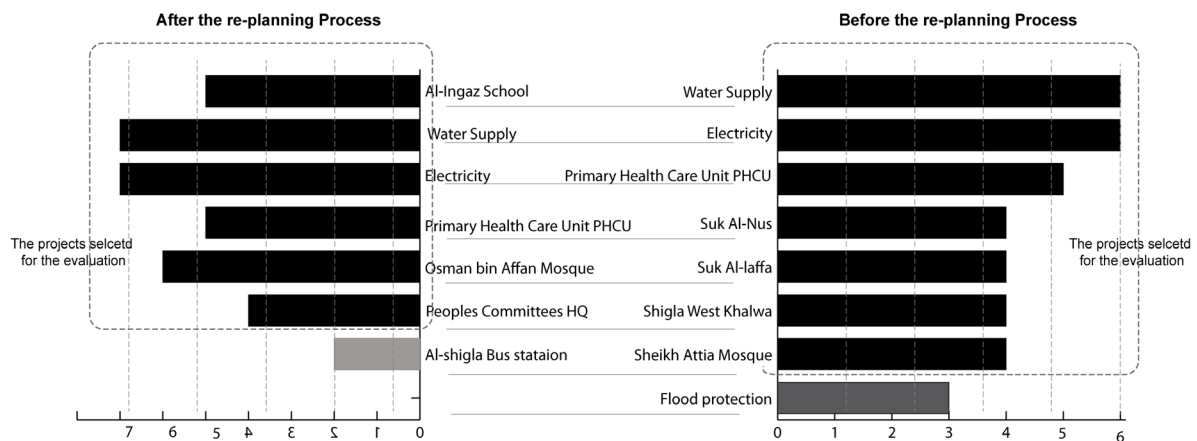 After the re-planning Process
Before the re-planning Process
Al-Ingaz School
Water Supply
Water Supply
Electricity
Electricity
Primary Health Care Unit PHCU
Primary Health Care Unit PHCU
Suk Al-Nus
The projects selcetd
for the evaluation
The projects selcetd
for the evaluation
Osman bin Affan Mosque
Suk Al-laffa
Peoples Committees HQ
Shigla West Khalwa
Al-shigla Bus stataion
Sheikh Attia Mosque
Flood protection
7 6 5 4 3 2 1 0
0 1 2 3 4 5 6